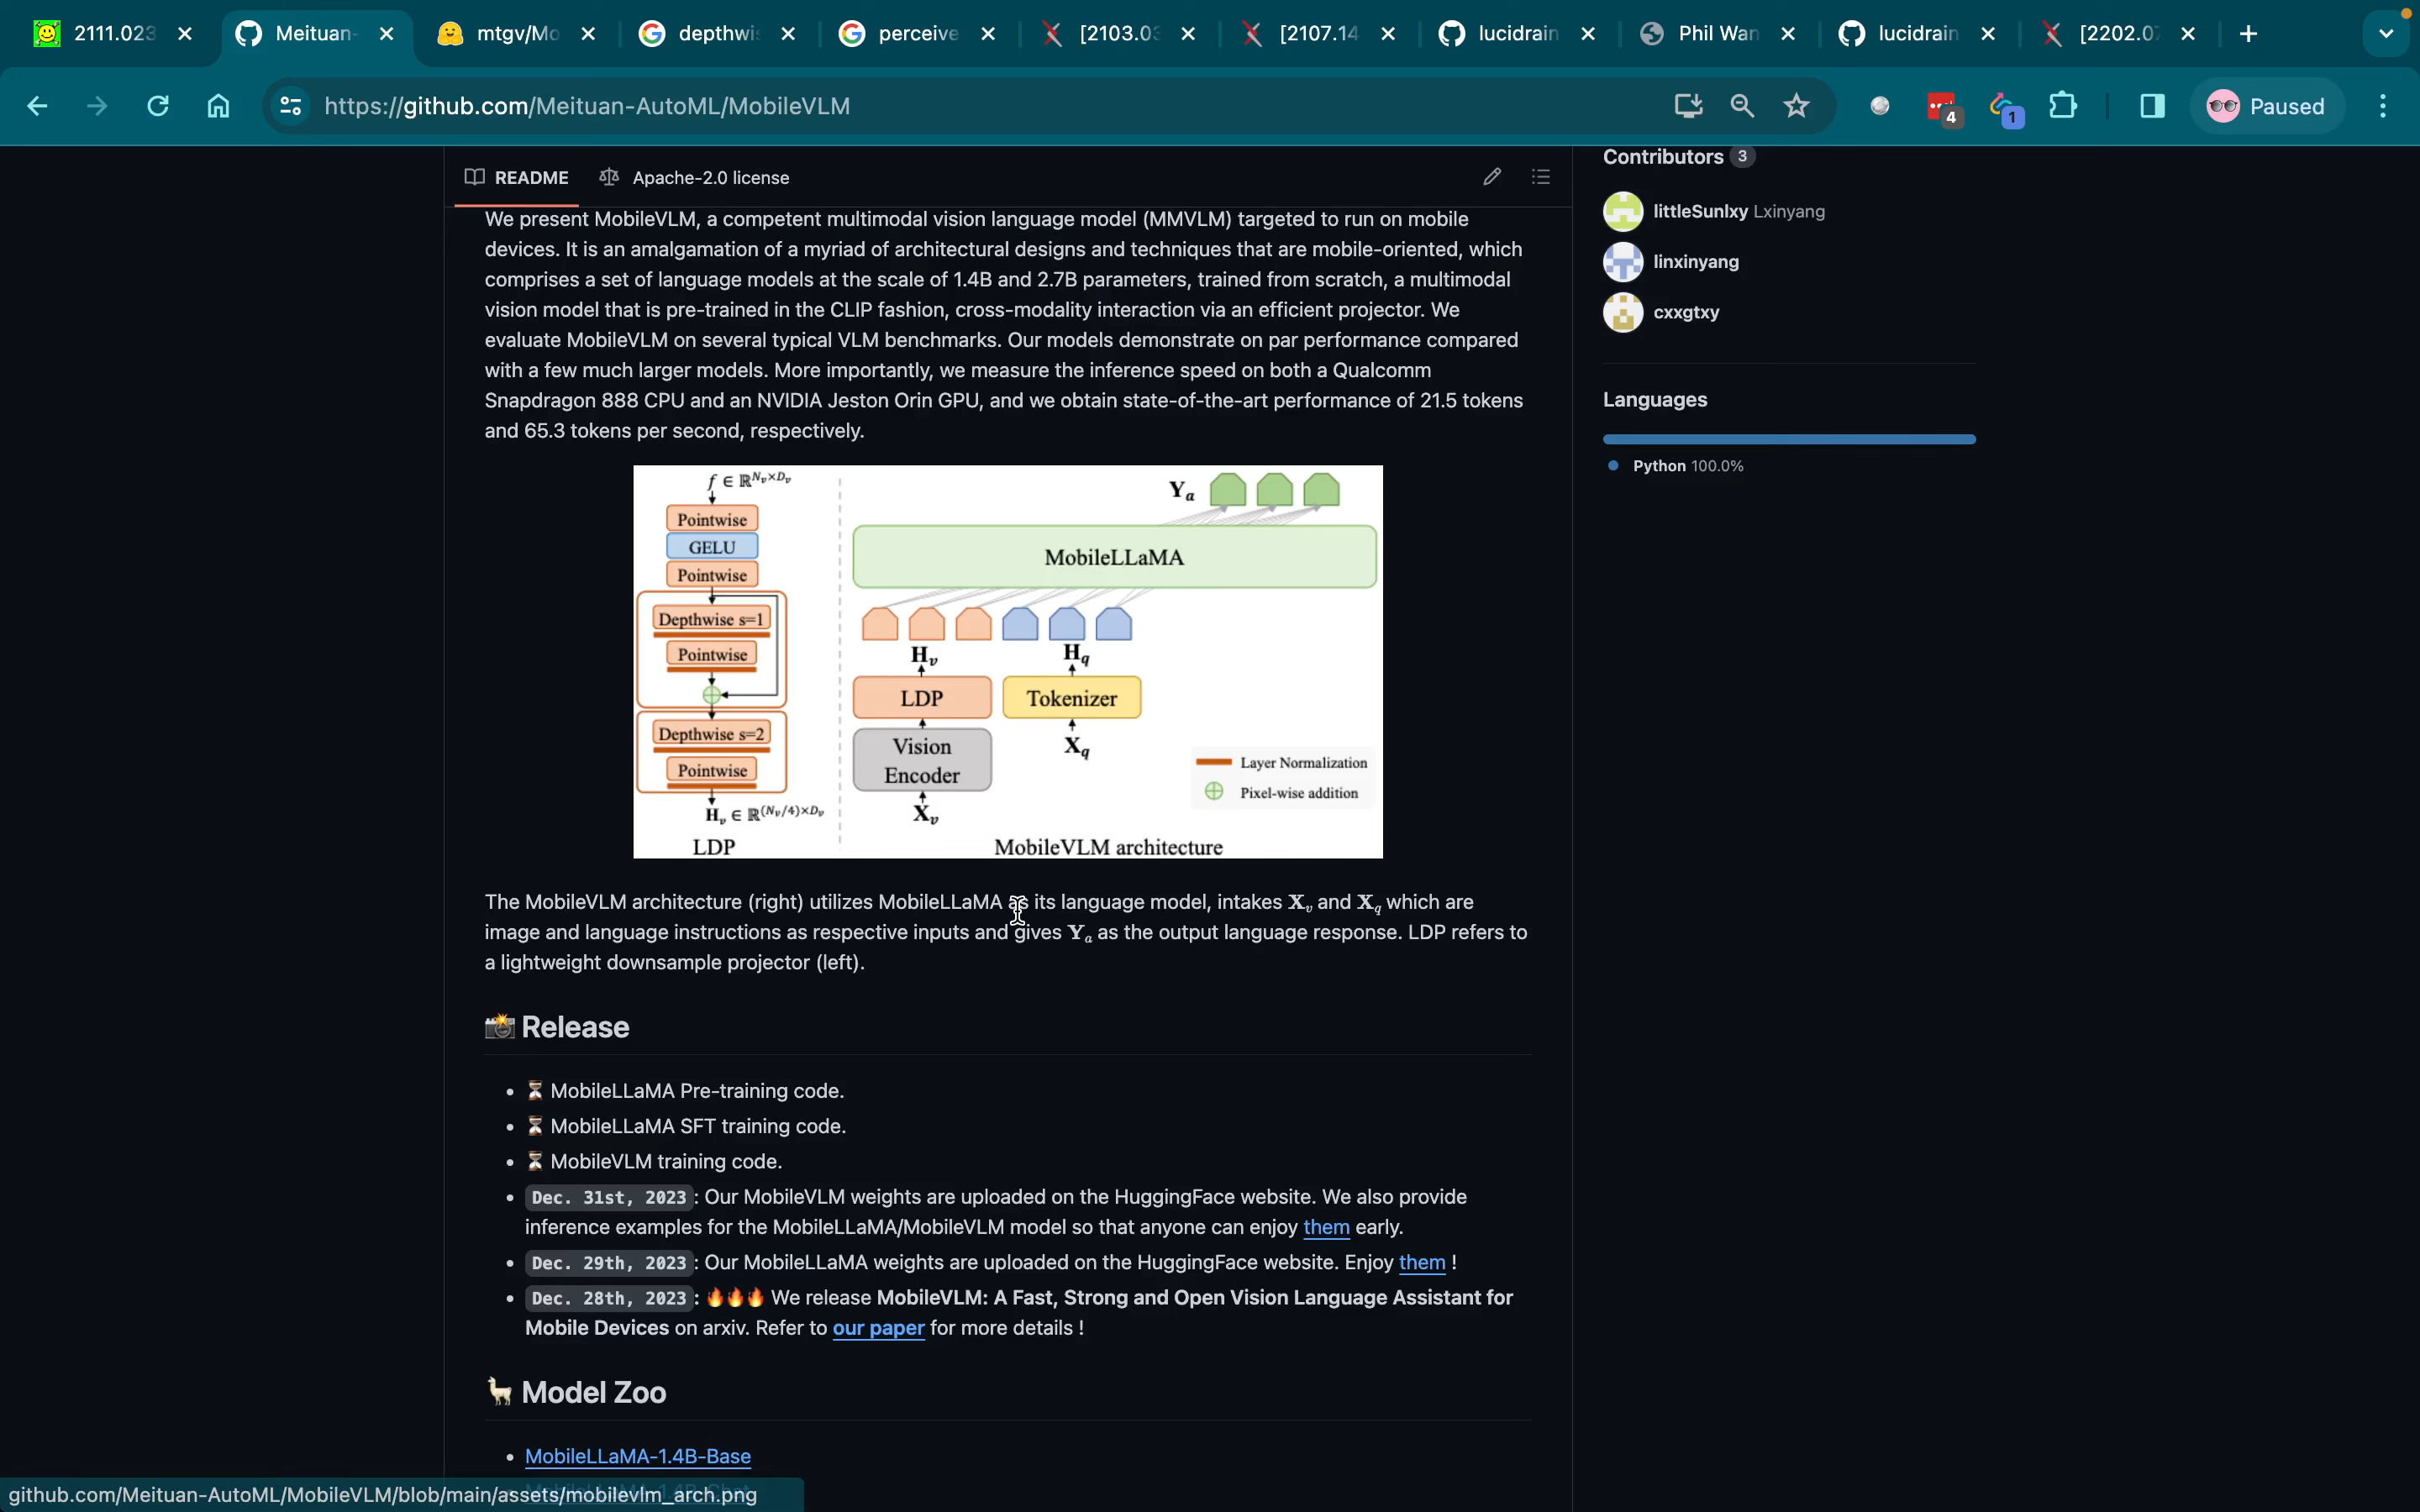 2111.023
Meituan-
mtgv/Mo
depthwi
perceive
[2103.03
[2107.14
lucidrain
Phil Wan
lucidrain
[2202.07
https://github.com/Meituan-AutoML/MobileVLM
4
1
Paused
README
Apache-2.0 license
We present MobileVLM, a competent multimodal vision language model (MMVLM) targeted to run on mobile
devices. It is an amalgamation of a myriad of architectural designs and techniques that are mobile-oriented, which
comprises a set of language models at the scale of 1.4B and 2.7B parameters, trained from scratch, a multimodal
vision model that is pre-trained in the CLIP fashion, cross-modality interaction via an efficient projector. We
evaluate MobileVLM on several typical VLM benchmarks. Our models demonstrate on par performance compared
with a few much larger models. More importantly, we measure the inference speed on both a Qualcomm
Snapdragon 888 CPU and an NVIDIA Jeston Orin GPU, and we obtain state-of-the-art performance of 21.5 tokens
and 65.3 tokens per second, respectively.
f ∈ ℝ^{N_v×D_v}
Pointwise
GELU
Pointwise
Depthwise s=1
Pointwise
Depthwise s=2
Pointwise
H_v ∈ ℝ^{(N_v/4)×D_v}
LDP
Y_a
MobileLLaMA
H_v
H_q
LDP
Tokenizer
Vision
Encoder
X_q
X_v
Layer Normalization
Pixel-wise addition
MobileVLM architecture
The MobileVLM architecture (right) utilizes MobileLLaMA as its language model, intakes X_v and X_q which are
image and language instructions as respective inputs and gives Y_a as the output language response. LDP refers to
a lightweight downsample projector (left).
📸 Release
• ⏳ MobileLLaMA Pre-training code.
• ⏳ MobileLLaMA SFT training code.
• ⏳ MobileVLM training code.
• Dec. 31st, 2023: Our MobileVLM weights are uploaded on the HuggingFace website. We also provide
inference examples for the MobileLLaMA/MobileVLM model so that anyone can enjoy them early.
• Dec. 29th, 2023: Our MobileLLaMA weights are uploaded on the HuggingFace website. Enjoy them !
• Dec. 28th, 2023: 🔥🔥🔥 We release MobileVLM: A Fast, Strong and Open Vision Language Assistant for
Mobile Devices on arxiv. Refer to our paper for more details !
🦙 Model Zoo
• MobileLLaMA-1.4B-Base
github.com/Meituan-AutoML/MobileVLM/blob/main/assets/mobilevlm_arch.png
Contributors 3
littleSunlxy Lxinyang
linxinyang
cxxgtxy
Languages
Python 100.0%